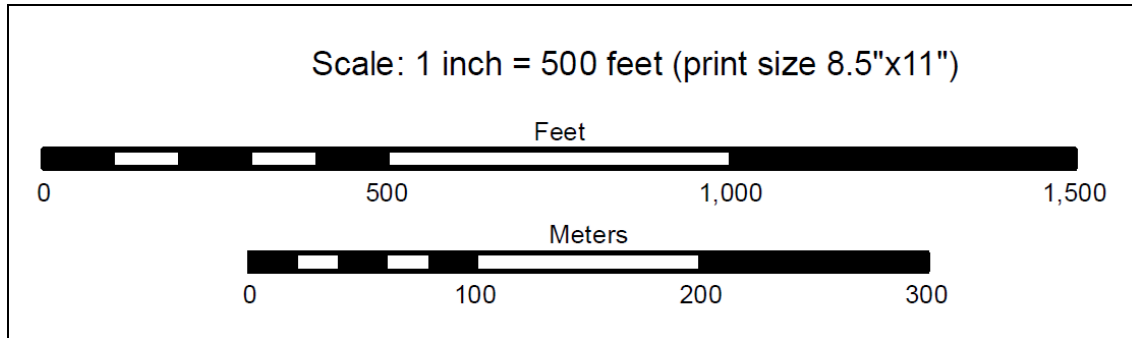 Scale: 1 inch = 500 feet (print size 8.5"x11")
Feet
0 500 1,000 1,500
Meters
0 100 200 300